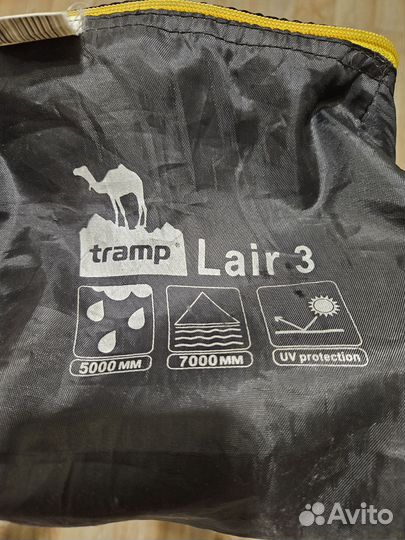 tramp®
Lair 3
5000 мм
7000 мм
UV protection
Avito